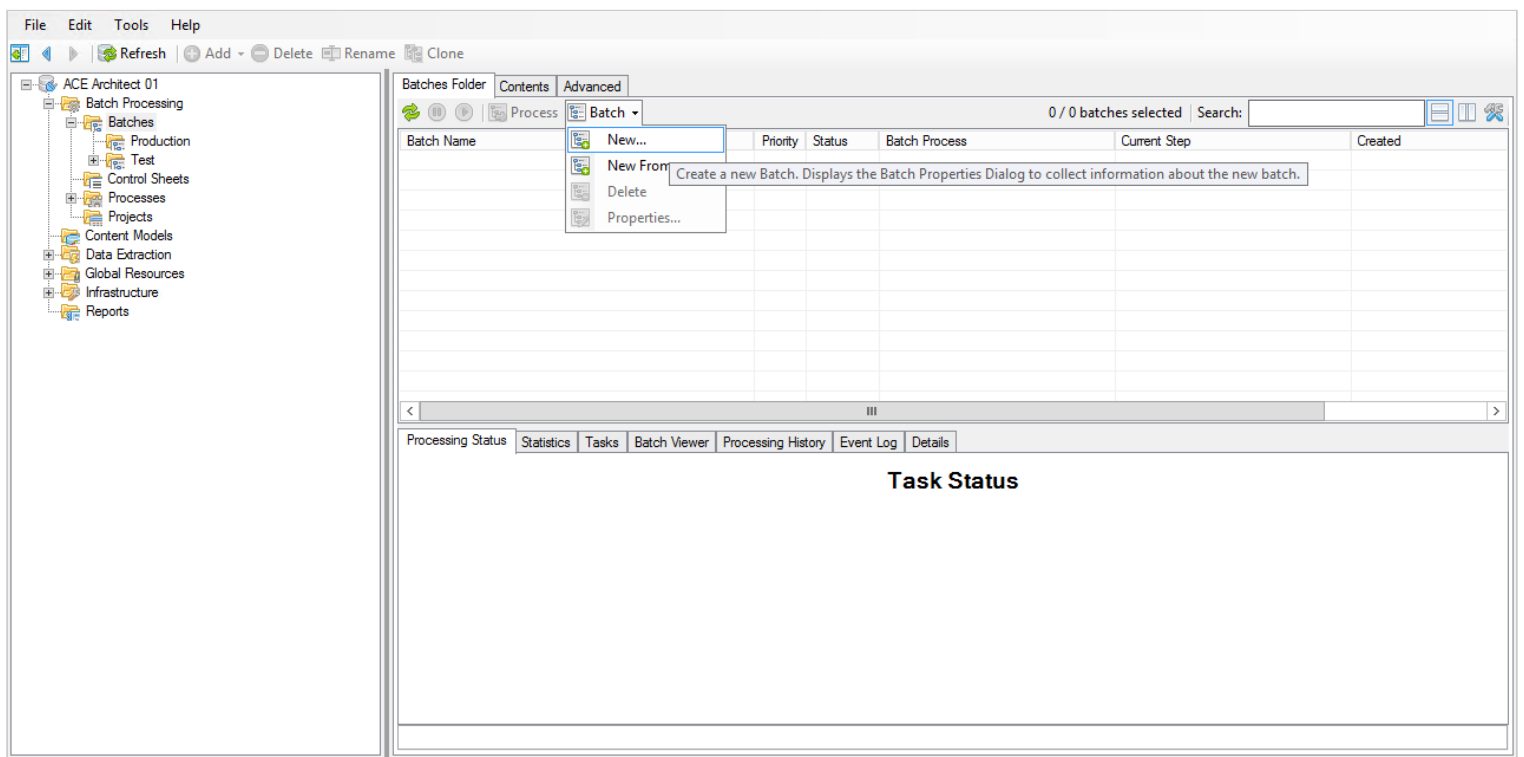 File Edit Tools Help
Refresh Add Delete Rename Clone
ACE Architect 01
Batch Processing
Batches
Production
Test
Control Sheets
Processes
Projects
Content Models
Data Extraction
Global Resources
Infrastructure
Reports
Batches Folder Contents Advanced
Process Batch 0 / 0 batches selected Search:
Batch Name Priority Status Batch Process Current Step Created
New...
New From
Create a new Batch. Displays the Batch Properties Dialog to collect information about the new batch.
Delete
Properties...
Processing Status Statistics Tasks Batch Viewer Processing History Event Log Details
Task Status